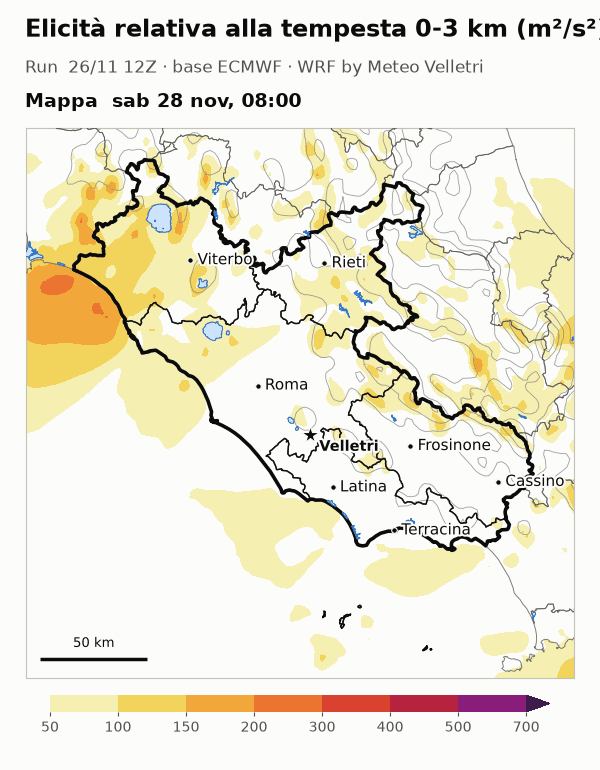 Elicità relativa alla tempesta 0-3 km (m²/s²)
Run  26/11 12Z · base ECMWF · WRF by Meteo Velletri
Mappa  sab 28 nov, 08:00
Viterbo
Rieti
Roma
Velletri
Frosinone
Cassino
Latina
Terracina
50 km
50 100 150 200 300 400 500 700